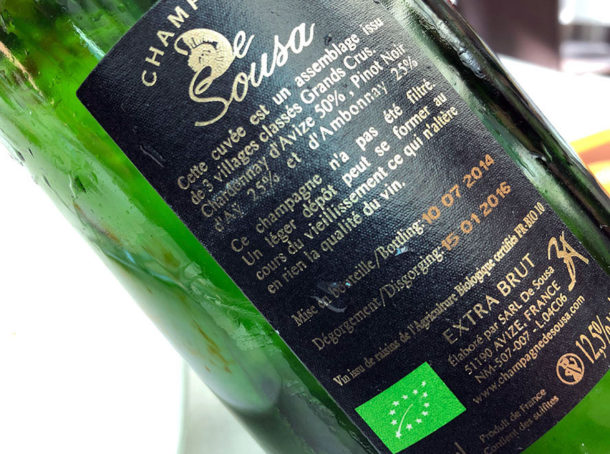 CHAMP
De Sousa
Cette cuvée est un assemblage issu
de 3 villages classés Grands Crus.
Chardonnay d'Avize 50%, Pinot Noir
d'Aÿ 25% et d'Ambonnay 25%
Ce champagne n'a pas été filtré.
Un léger dépôt peut se former au
cours du vieillissement ce qui n'altère
en rien la qualité du vin.
Mise en bouteille/Bottling: 10 07 2014
Dégorgement/Disgorging: 15 01 2016
Vin issu de raisins de l'Agriculture Biologique certifiés FR BIO 10
EXTRA BRUT
Élaboré par SARL De Sousa
51190 AVIZE, FRANCE
NM-507-007 - L04C06
www.champagnedesousa.com
12,5%
Produit de France
Contient des sulfites